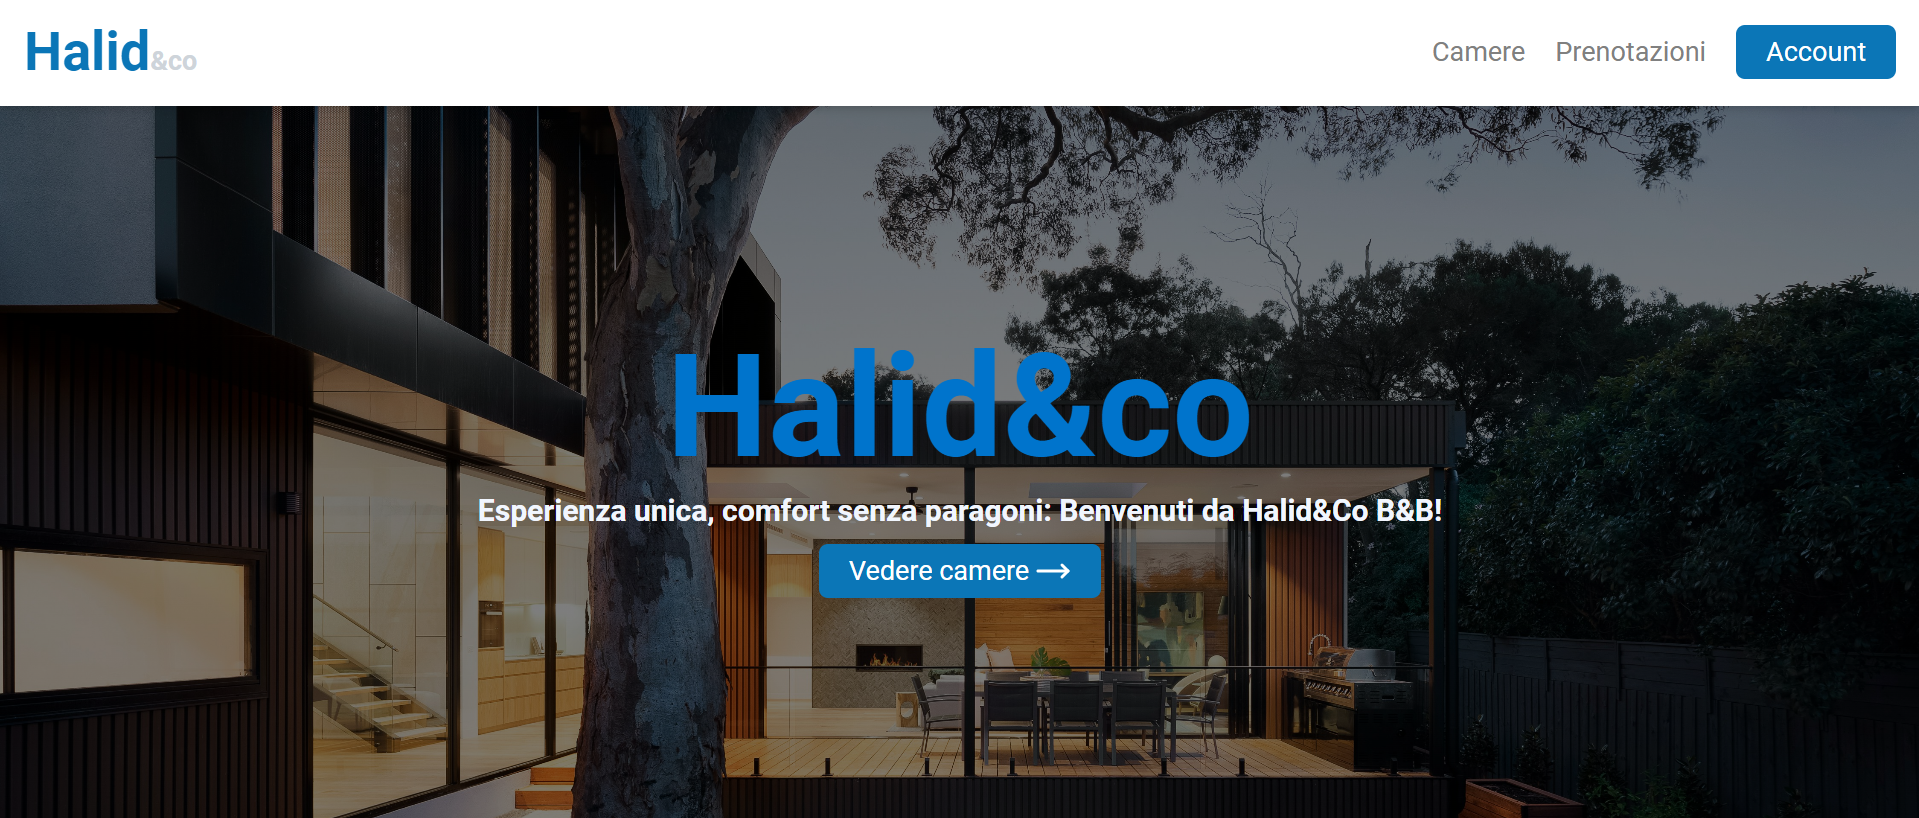 Halid&co
Camere Prenotazioni Account
Halid&co
Esperienza unica, comfort senza paragoni: Benvenuti da Halid&Co B&B!
Vedere camere →